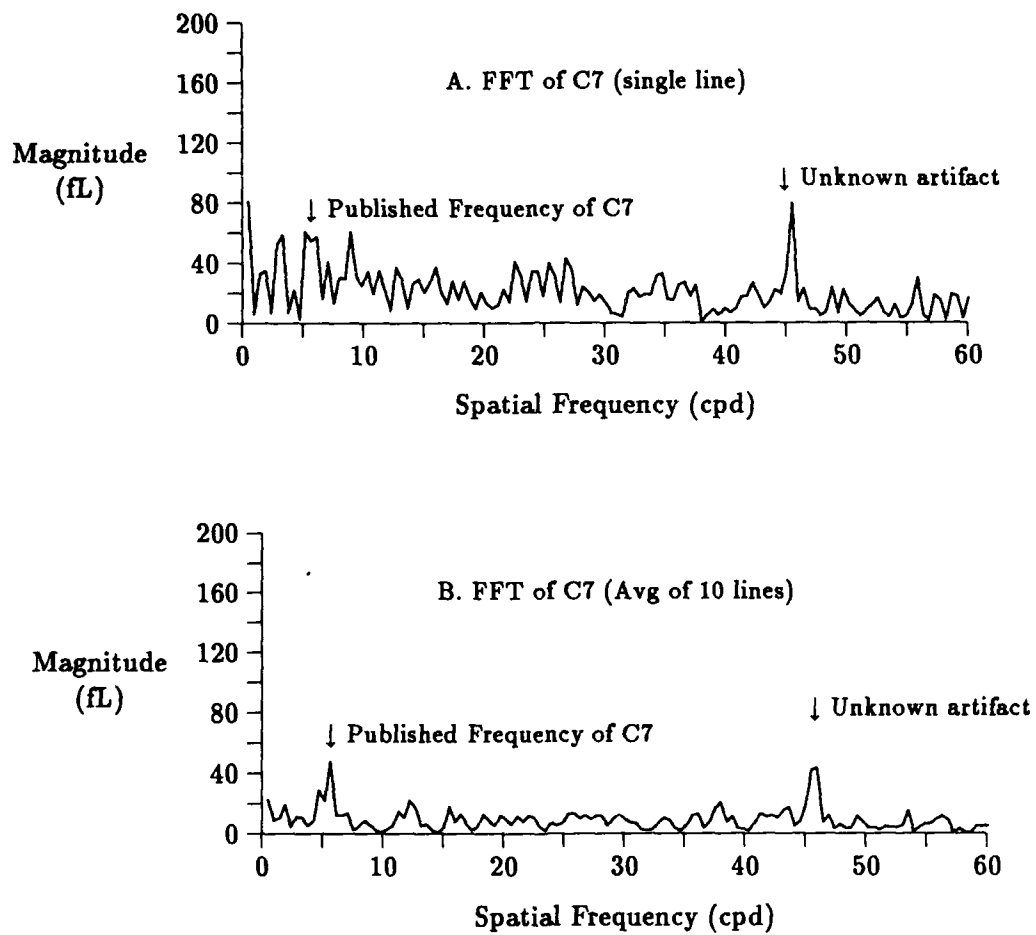 200
160
A. FFT of C7 (single line)
120
Magnitude
(fL)
↓ Unknown artifact
80
↓ Published Frequency of C7
40
0
0 10 20 30 40 50 60
Spatial Frequency (cpd)
200
160
B. FFT of C7 (Avg of 10 lines)
120
Magnitude
(fL)
80
↓ Unknown artifact
↓ Published Frequency of C7
40
0
0 10 20 30 40 50 60
Spatial Frequency (cpd)